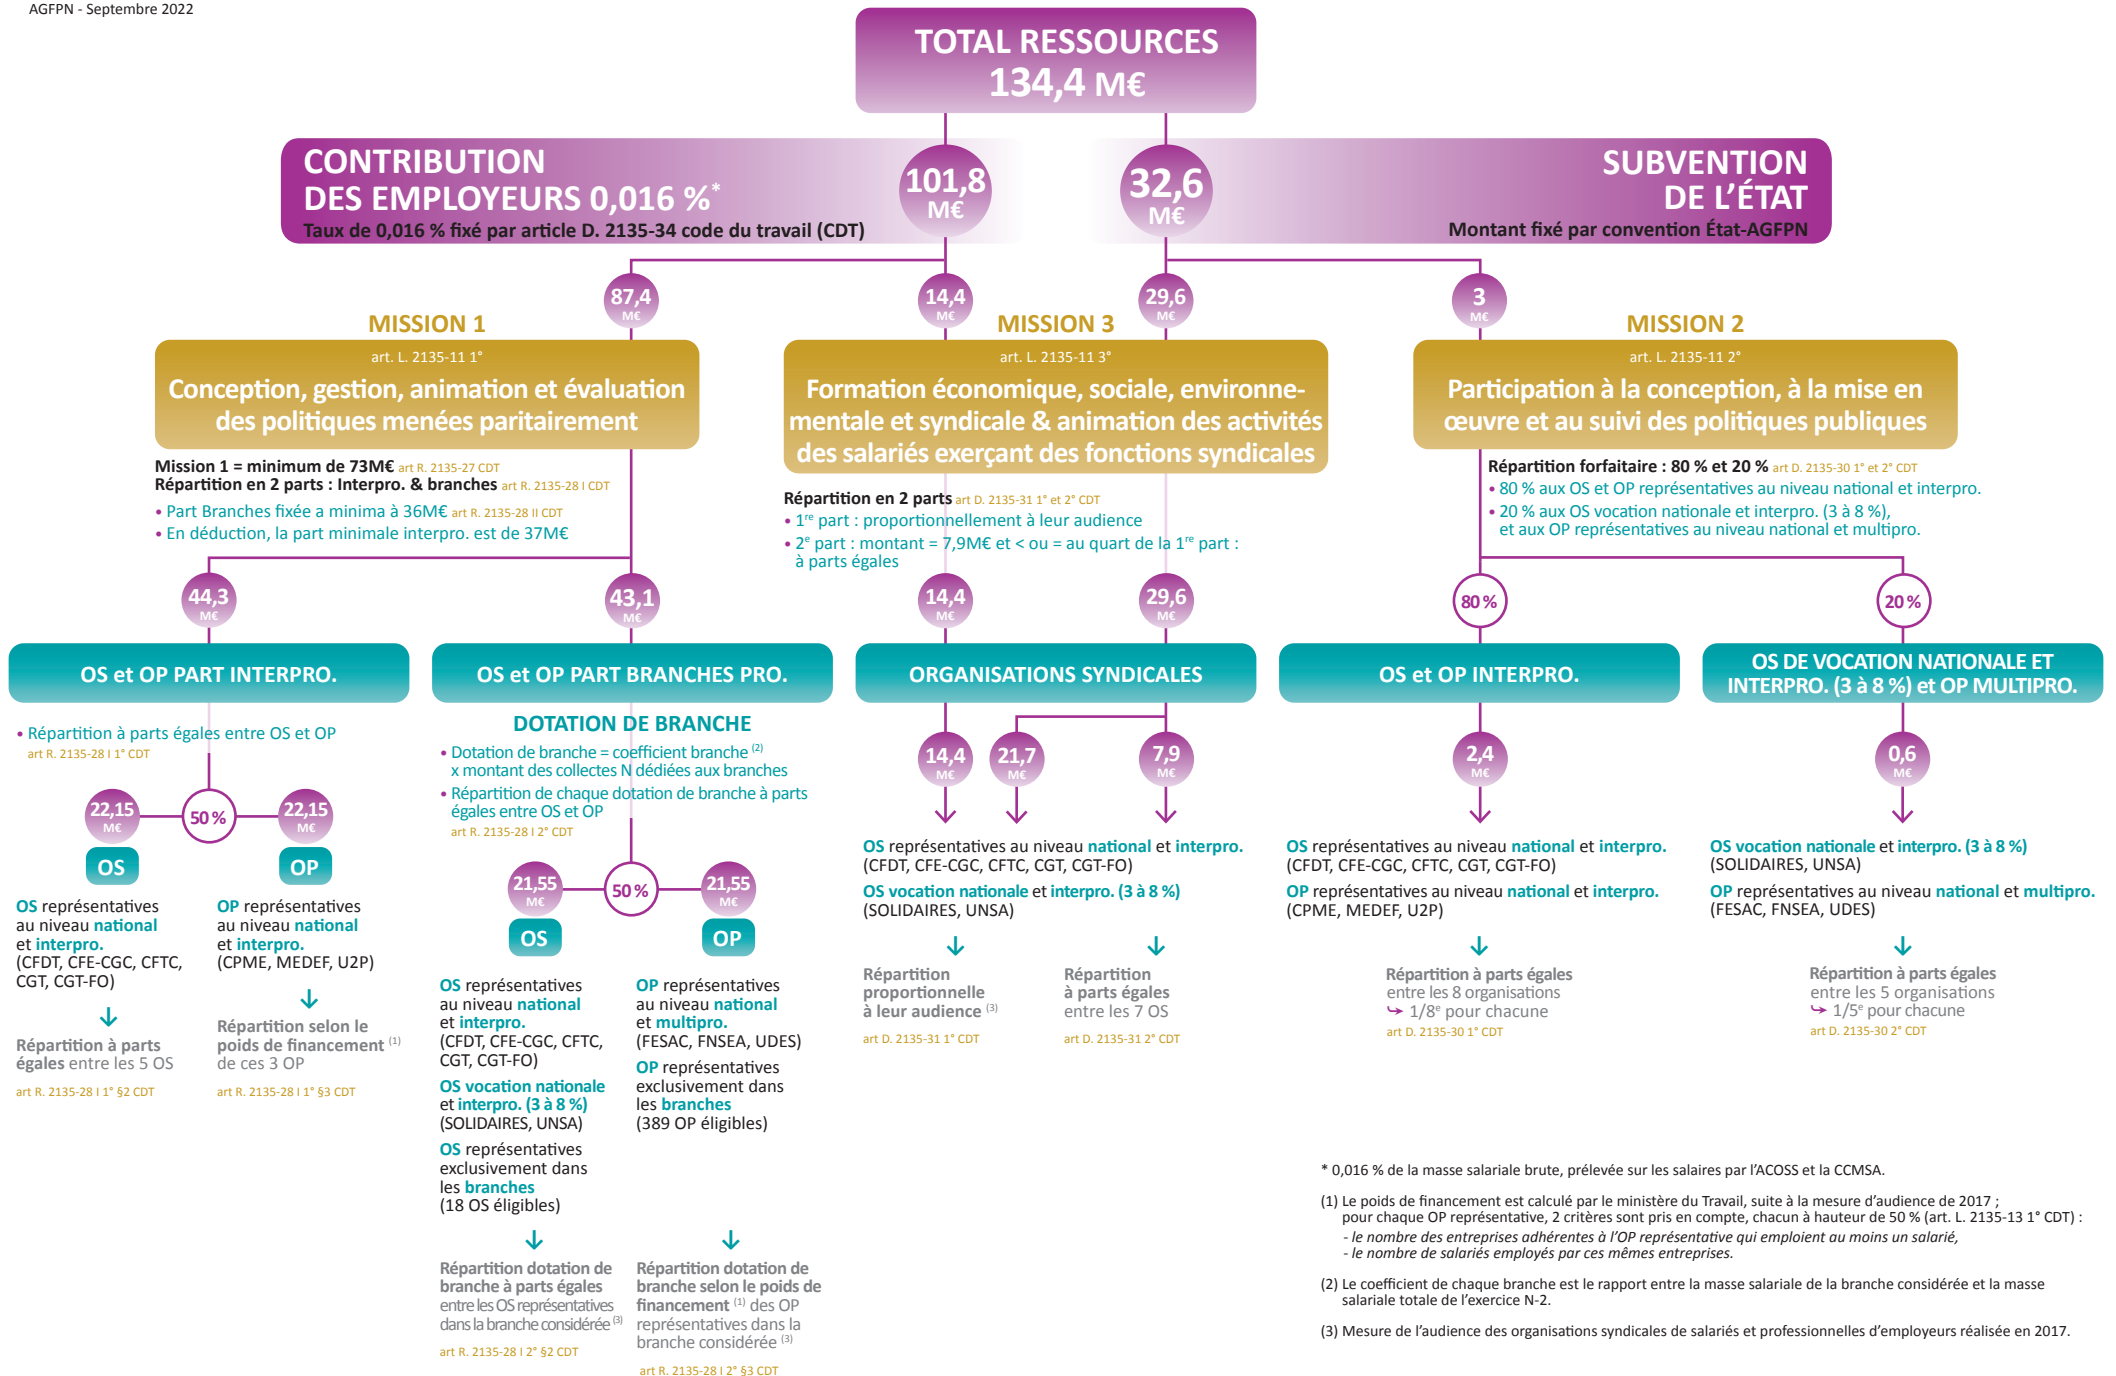 AGFPN - Septembre 2022
TOTAL RESSOURCES
134,4 M€
CONTRIBUTION
DES EMPLOYEURS 0,016 %*
Taux de 0,016 % fixé par article D. 2135-34 code du travail (CDT)
101,8
M€
32,6
M€
SUBVENTION
DE L'ÉTAT
Montant fixé par convention État-AGFPN
87,4
M€
14,4
M€
29,6
M€
3
M€
MISSION 1
art. L. 2135-11 1°
Conception, gestion, animation et évaluation
des politiques menées paritairement
Mission 1 = minimum de 73M€ art R. 2135-27 CDT
Répartition en 2 parts : Interpro. & branches art R. 2135-28 I CDT
• Part Branches fixée a minima à 36M€ art R. 2135-28 II CDT
• En déduction, la part minimale interpro. est de 37M€
MISSION 3
art. L. 2135-11 3°
Formation économique, sociale, environne-
mentale et syndicale & animation des activités
des salariés exerçant des fonctions syndicales
Répartition en 2 parts art D. 2135-31 1° et 2° CDT
• 1re part : proportionnellement à leur audience
• 2e part : montant = 7,9M€ et < ou = au quart de la 1re part :
à parts égales
MISSION 2
art. L. 2135-11 2°
Participation à la conception, à la mise en
œuvre et au suivi des politiques publiques
Répartition forfaitaire : 80 % et 20 % art D. 2135-30 1° et 2° CDT
• 80 % aux OS et OP représentatives au niveau national et interpro.
• 20 % aux OS vocation nationale et interpro. (3 à 8 %),
et aux OP représentatives au niveau national et multipro.
44,3
M€
43,1
M€
14,4
M€
29,6
M€
80 %
20 %
OS et OP PART INTERPRO.
• Répartition à parts égales entre OS et OP
art R. 2135-28 I 1° CDT
22,15
M€
50 %
22,15
M€
OS
OP
OS représentatives
au niveau national
et interpro.
(CFDT, CFE-CGC, CFTC,
CGT, CGT-FO)
Répartition à parts
égales entre les 5 OS
art R. 2135-28 I 1° §2 CDT
OP représentatives
au niveau national
et interpro.
(CPME, MEDEF, U2P)
Répartition selon le
poids de financement (1)
de ces 3 OP
art R. 2135-28 I 1° §3 CDT
OS et OP PART BRANCHES PRO.
DOTATION DE BRANCHE
• Dotation de branche = coefficient branche (2)
x montant des collectes N dédiées aux branches
• Répartition de chaque dotation de branche à parts
égales entre OS et OP
art R. 2135-28 I 2° CDT
21,55
M€
50 %
21,55
M€
OS
OP
OS représentatives
au niveau national
et interpro.
(CFDT, CFE-CGC, CFTC,
CGT, CGT-FO)
OS vocation nationale
et interpro. (3 à 8 %)
(SOLIDAIRES, UNSA)
OS représentatives
exclusivement dans
les branches
(18 OS éligibles)
Répartition dotation de
branche à parts égales
entre les OS représentatives
dans la branche considérée (3)
art R. 2135-28 I 2° §2 CDT
OP représentatives
au niveau national
et multipro.
(FESAC, FNSEA, UDES)
OP représentatives
exclusivement dans
les branches
(389 OP éligibles)
Répartition dotation de
branche selon le poids de
financement (1) des OP
représentatives dans la
branche considérée (3)
art R. 2135-28 I 2° §3 CDT
ORGANISATIONS SYNDICALES
14,4
M€
21,7
M€
7,9
M€
OS représentatives au niveau national et interpro.
(CFDT, CFE-CGC, CFTC, CGT, CGT-FO)
OS vocation nationale et interpro. (3 à 8 %)
(SOLIDAIRES, UNSA)
Répartition
proportionnelle
à leur audience (3)
art D. 2135-31 1° CDT
Répartition
à parts égales
entre les 7 OS
art D. 2135-31 2° CDT
OS et OP INTERPRO.
2,4
M€
OS représentatives au niveau national et interpro.
(CFDT, CFE-CGC, CFTC, CGT, CGT-FO)
OP représentatives au niveau national et interpro.
(CPME, MEDEF, U2P)
Répartition à parts égales
entre les 8 organisations
↳ 1/8e pour chacune
art D. 2135-30 1° CDT
OS DE VOCATION NATIONALE ET
INTERPRO. (3 à 8 %) et OP MULTIPRO.
0,6
M€
OS vocation nationale et interpro. (3 à 8 %)
(SOLIDAIRES, UNSA)
OP représentatives au niveau national et multipro.
(FESAC, FNSEA, UDES)
Répartition à parts égales
entre les 5 organisations
↳ 1/5e pour chacune
art D. 2135-30 2° CDT
* 0,016 % de la masse salariale brute, prélevée sur les salaires par l'ACOSS et la CCMSA.
(1) Le poids de financement est calculé par le ministère du Travail, suite à la mesure d'audience de 2017 ;
pour chaque OP représentative, 2 critères sont pris en compte, chacun à hauteur de 50 % (art. L. 2135-13 1° CDT) :
- le nombre des entreprises adhérentes à l'OP représentative qui emploient au moins un salarié,
- le nombre de salariés employés par ces mêmes entreprises.
(2) Le coefficient de chaque branche est le rapport entre la masse salariale de la branche considérée et la masse
salariale totale de l'exercice N-2.
(3) Mesure de l'audience des organisations syndicales de salariés et professionnelles d'employeurs réalisée en 2017.